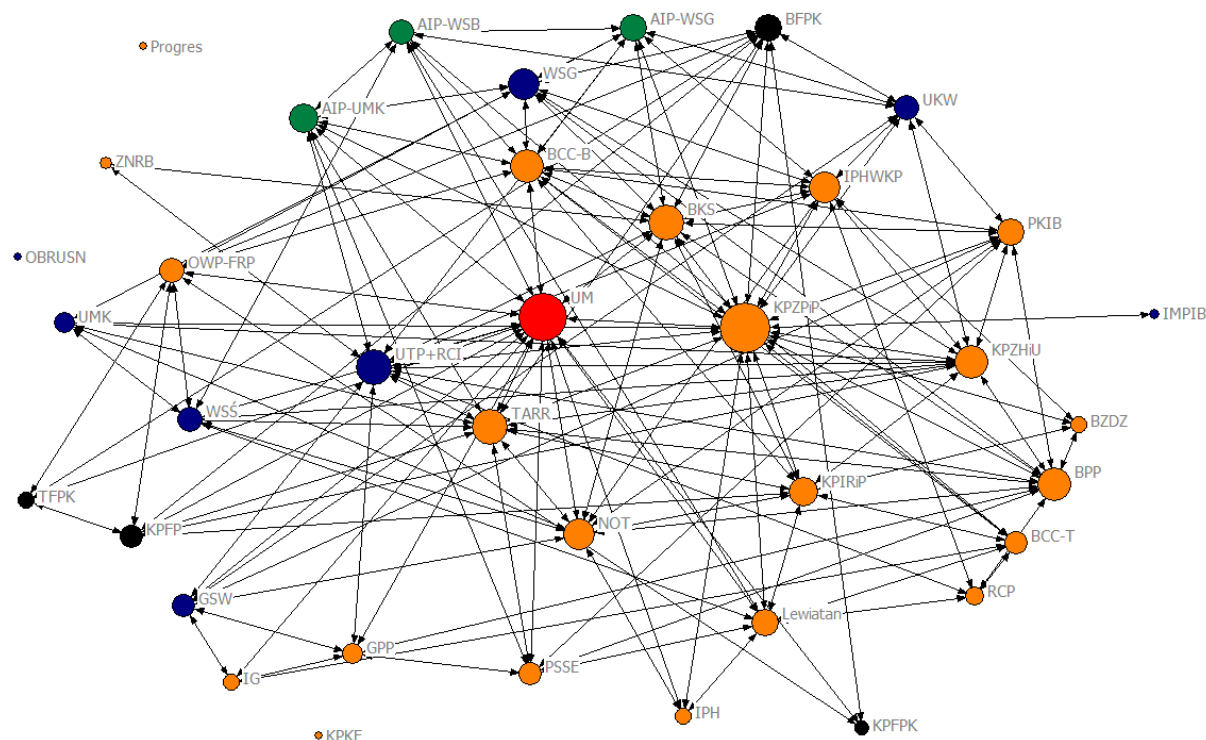 AIP-WSB
AIP-WSG
BFPK
Progres
WSG
UKW
AIP-UMK
ZNRB
BCC-B
IPHWKP
BKS
PKIB
OBRUSN
OWP-FRP
UM
KPZPiP
IMPIB
UMK
UTP+RCI
KPZHiU
WSŚ
TARR
BZDZ
BPP
KPIRiP
TFPK
KPFP
NOT
BCC-T
GSW
RCP
Lewiatan
GPP
PSSE
IG
IPH
KPFPK
KPKF